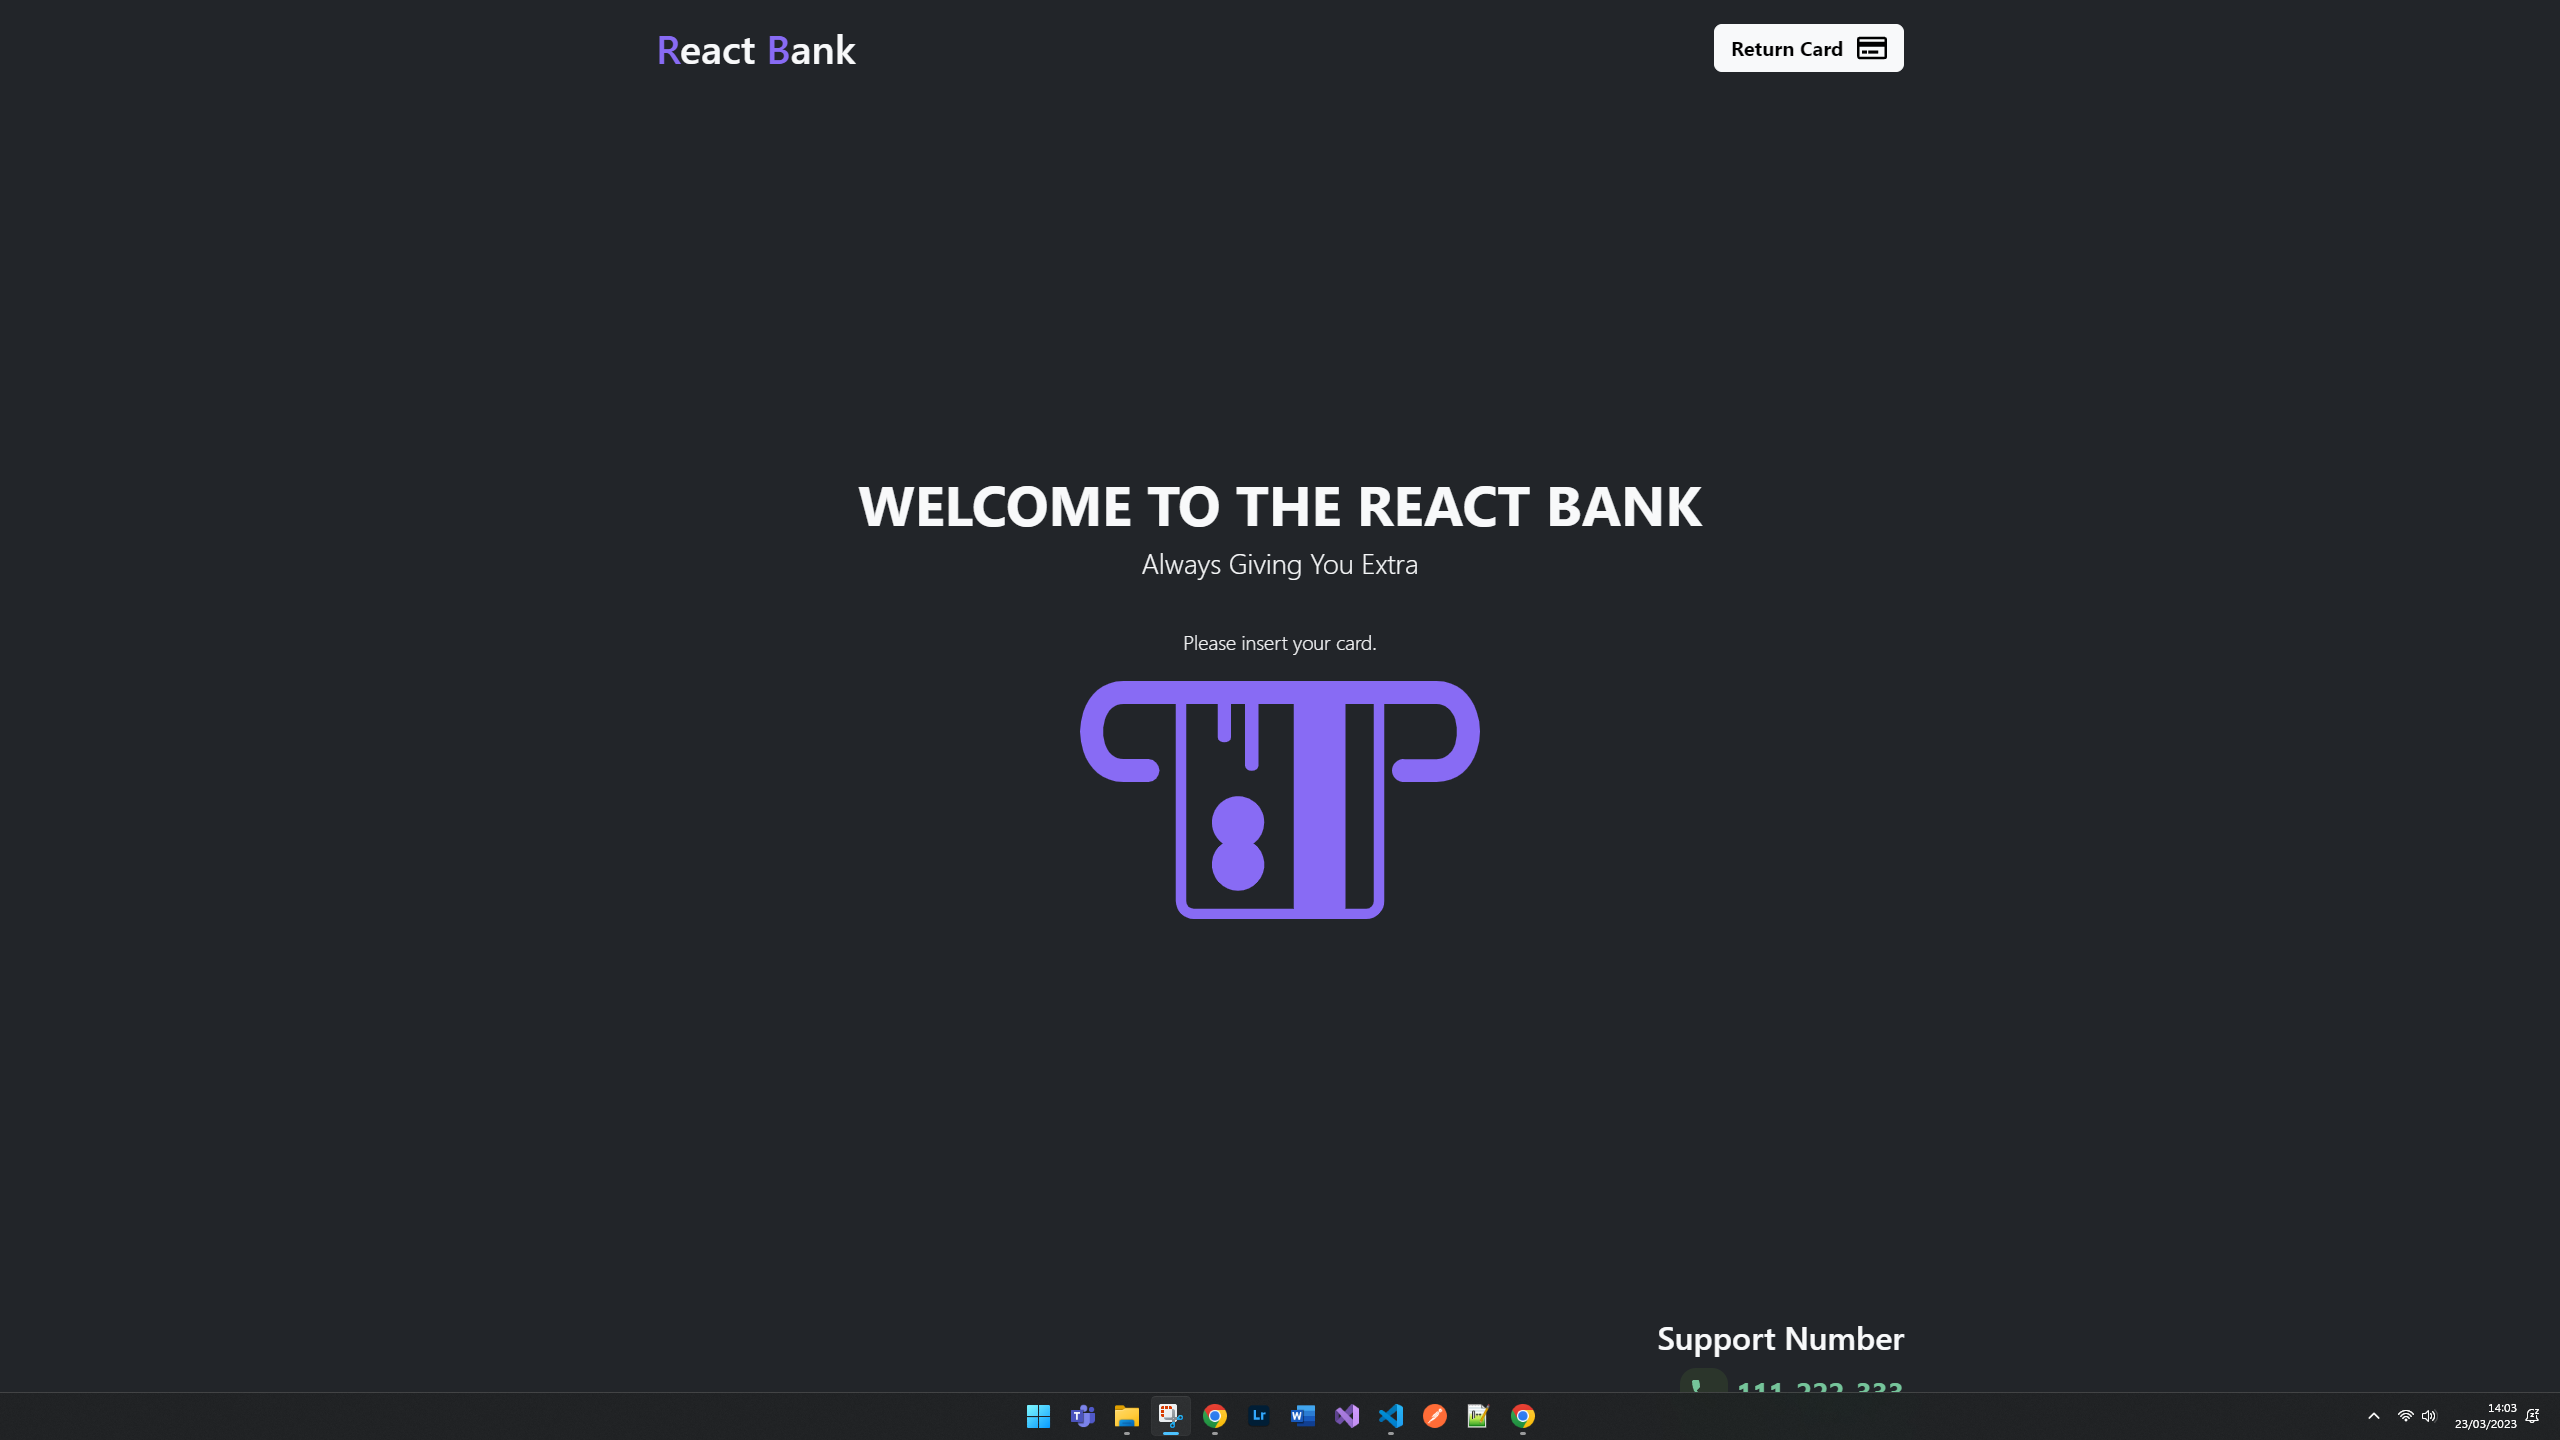 React Bank
Return Card
WELCOME TO THE REACT BANK
Always Giving You Extra
Please insert your card.
Support Number
111-222-333
T
Lr
W
14:03
23/03/2023